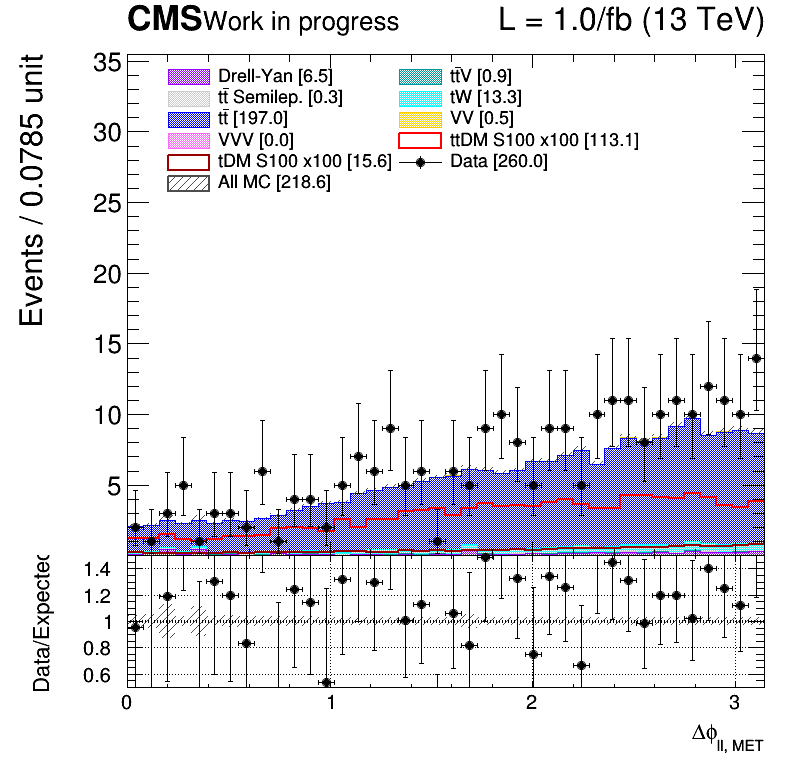 CMS Work in progress L = 1.0/fb (13 TeV)
Events / 0.0785 unit
35
30
25
20
15
10
5
Drell-Yan [6.5] tt̄V [0.9]
tt̄ Semilep. [0.3] tW [13.3]
tt̄ [197.0] VV [0.5]
VVV [0.0] ttDM S100 x100 [113.1]
tDM S100 x100 [15.6] Data [260.0]
All MC [218.6]
Data/Expected
1.4
1.2
1
0.8
0.6
0 1 2 3
Δϕll, MET